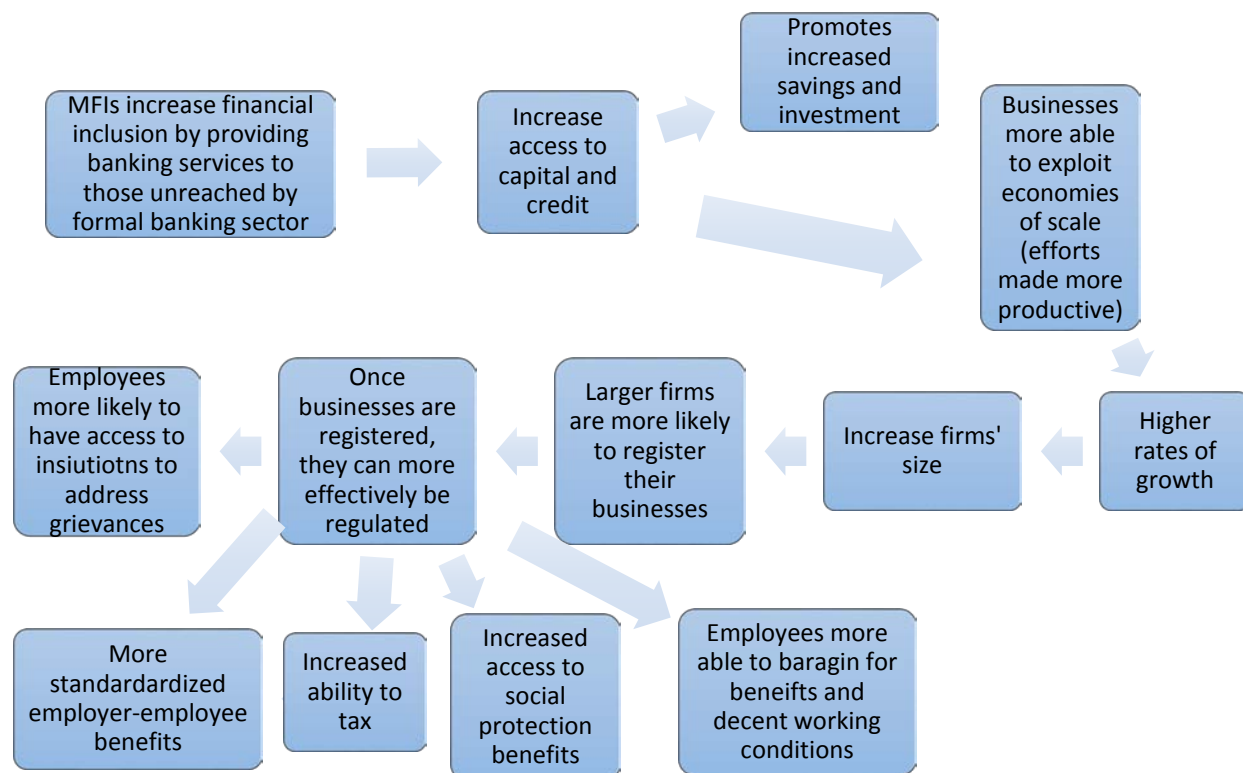 MFIs increase financial
inclusion by providing
banking services to
those unreached by
formal banking sector
Increase
access to
capital and
credit
Promotes
increased
savings and
investment
Businesses
more able
to exploit
economies
of scale
(efforts
made more
productive)
Higher
rates of
growth
Increase firms'
size
Larger firms
are more likely
to register
their
businesses
Once
businesses are
registered,
they can more
effectively be
regulated
Employees
more likely to
have access to
insiutiotns to
address
grievances
More
standardardized
employer-employee
benefits
Increased
ability to
tax
Increased
access to
social
protection
benefits
Employees more
able to baragin for
beneifts and
decent working
conditions